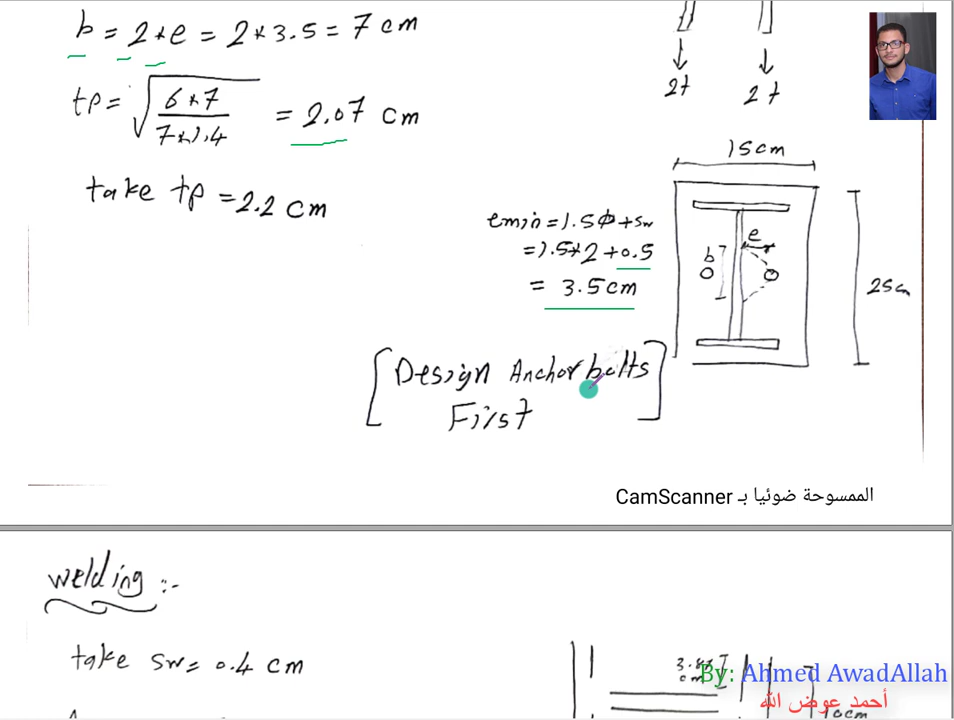 b = 2*e = 2*3.5 = 7 cm
tp = √(6*7 / 7*1.4) = 2.07 cm
take tp = 2.2 cm
2t 2t
15cm
emin = 1.5Φ + sw
= 1.5*2 + 0.5
= 3.5cm
e
b
25cm
[Design Anchor bolts
First]
الممسوحة ضوئيا بـ CamScanner
welding :-
take sw = 0.4 cm
By: Ahmed AwadAllah
أحمد عوض الله
10cm